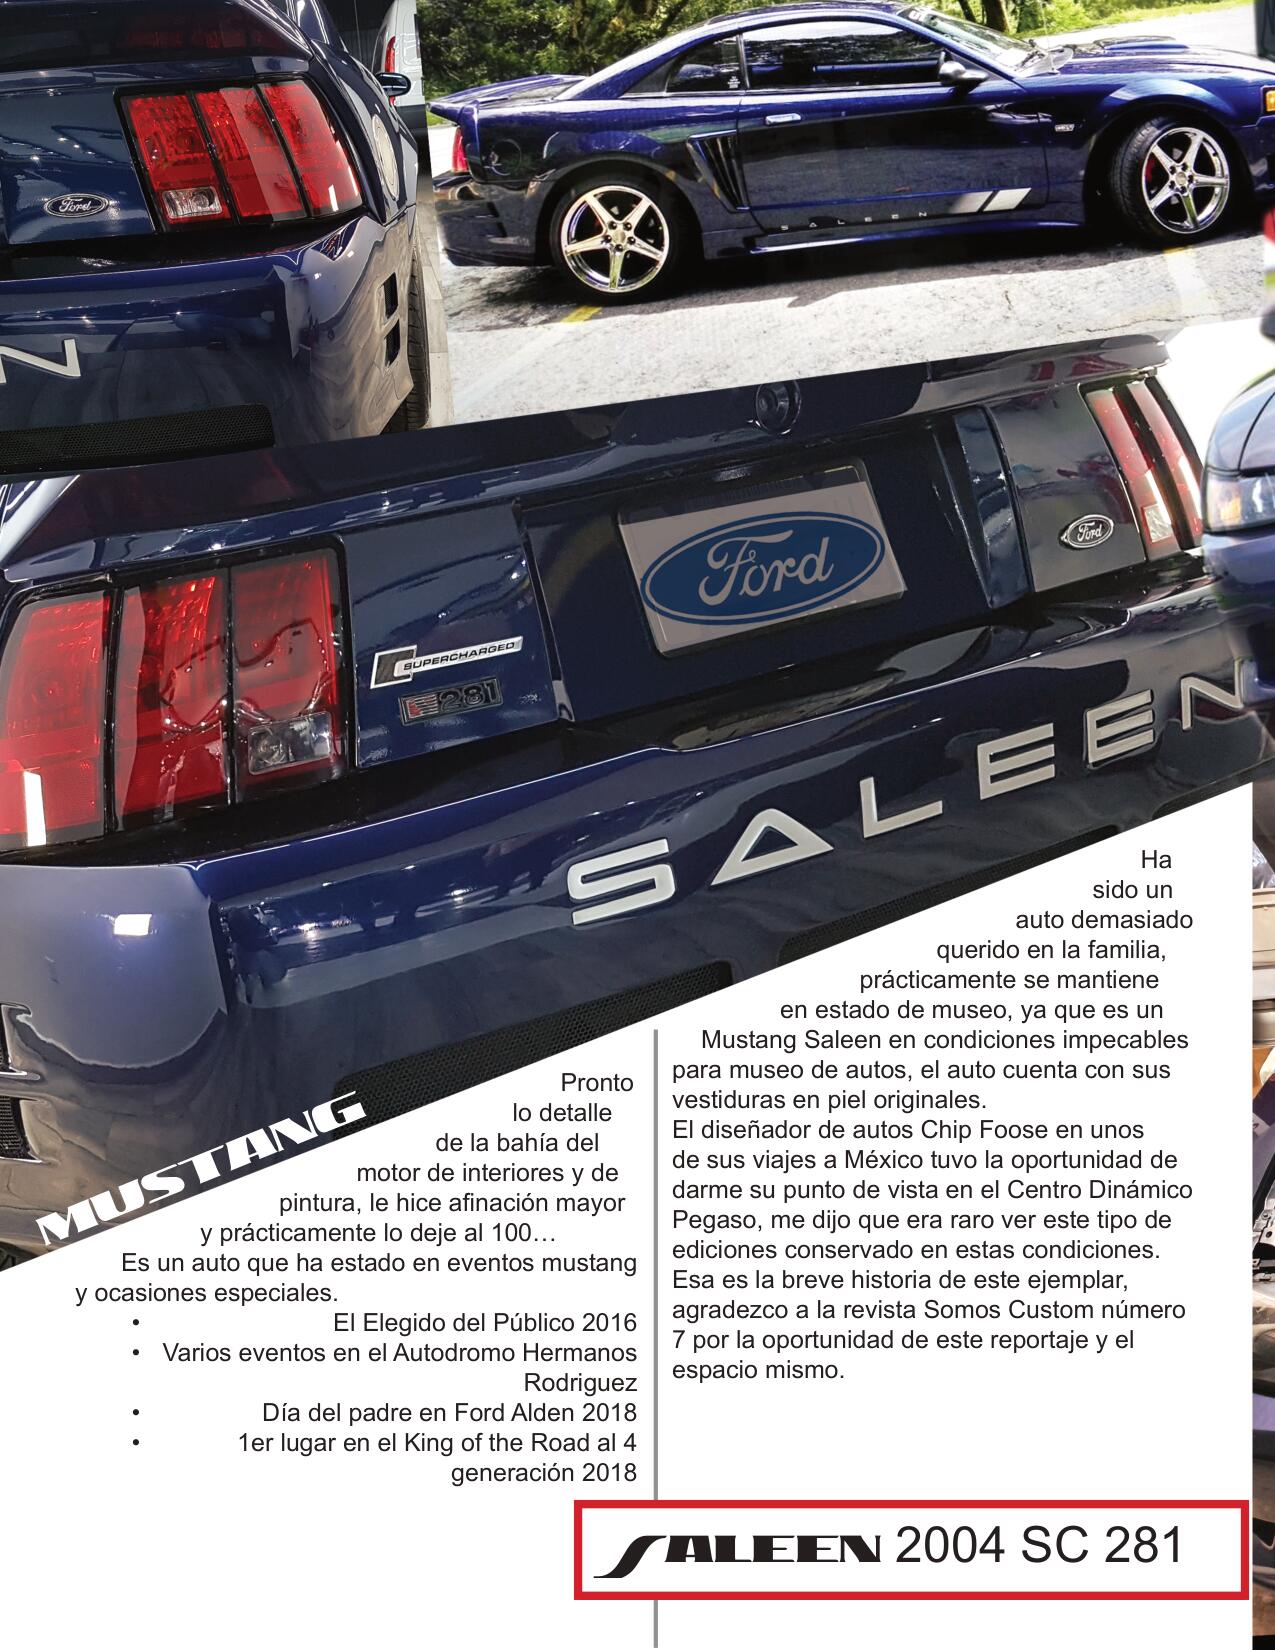 Ford
N
SALEEN
Ford
Ford
SUPERCHARGED
281
SALEEN
MUSTANG
Pronto
lo detalle
de la bahía del
motor de interiores y de
pintura, le hice afinación mayor
y prácticamente lo deje al 100…
Es un auto que ha estado en eventos mustang
y ocasiones especiales.
• El Elegido del Público 2016
• Varios eventos en el Autodromo Hermanos
Rodriguez
• Día del padre en Ford Alden 2018
• 1er lugar en el King of the Road al 4
generación 2018
Ha
sido un
auto demasiado
querido en la familia,
prácticamente se mantiene
en estado de museo, ya que es un
Mustang Saleen en condiciones impecables
para museo de autos, el auto cuenta con sus
vestiduras en piel originales.
El diseñador de autos Chip Foose en unos
de sus viajes a México tuvo la oportunidad de
darme su punto de vista en el Centro Dinámico
Pegaso, me dijo que era raro ver este tipo de
ediciones conservado en estas condiciones.
Esa es la breve historia de este ejemplar,
agradezco a la revista Somos Custom número
7 por la oportunidad de este reportaje y el
espacio mismo.
SALEEN 2004 SC 281